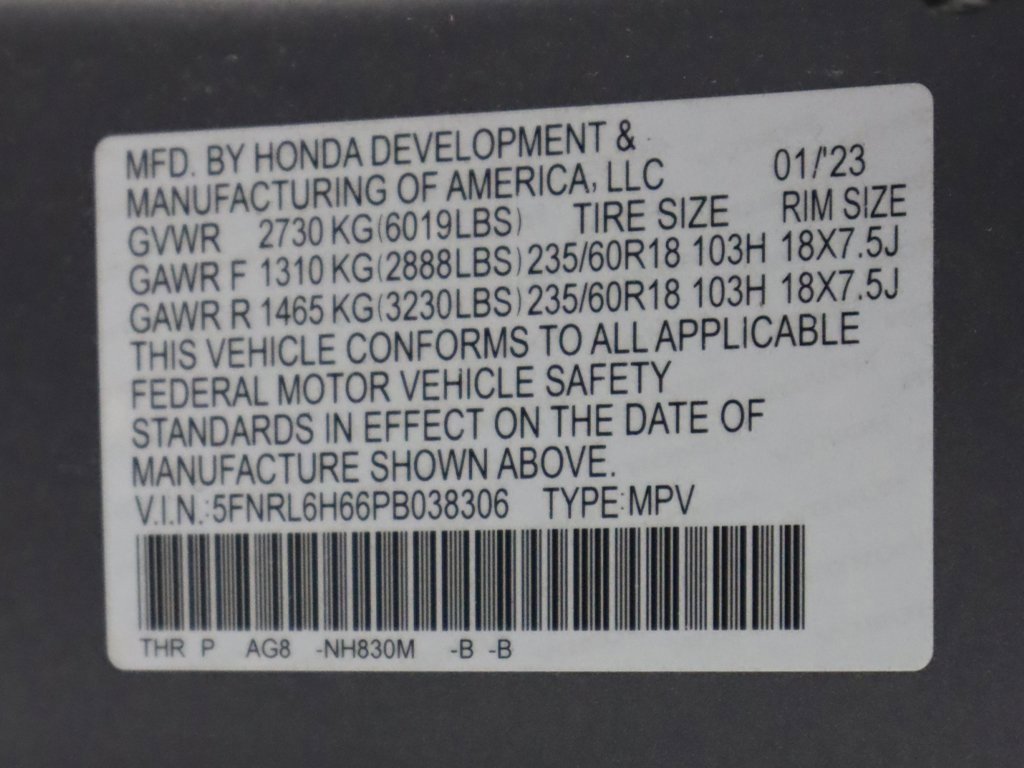 MFD. BY HONDA DEVELOPMENT &
MANUFACTURING OF AMERICA, LLC 01/'23
GVWR 2730 KG(6019LBS) TIRE SIZE RIM SIZE
GAWR F 1310 KG(2888LBS) 235/60R18 103H 18X7.5J
GAWR R 1465 KG(3230LBS) 235/60R18 103H 18X7.5J
THIS VEHICLE CONFORMS TO ALL APPLICABLE
FEDERAL MOTOR VEHICLE SAFETY
STANDARDS IN EFFECT ON THE DATE OF
MANUFACTURE SHOWN ABOVE.
V.I.N.:5FNRL6H66PB038306 TYPE:MPV
THR P AG8 -NH830M -B -B